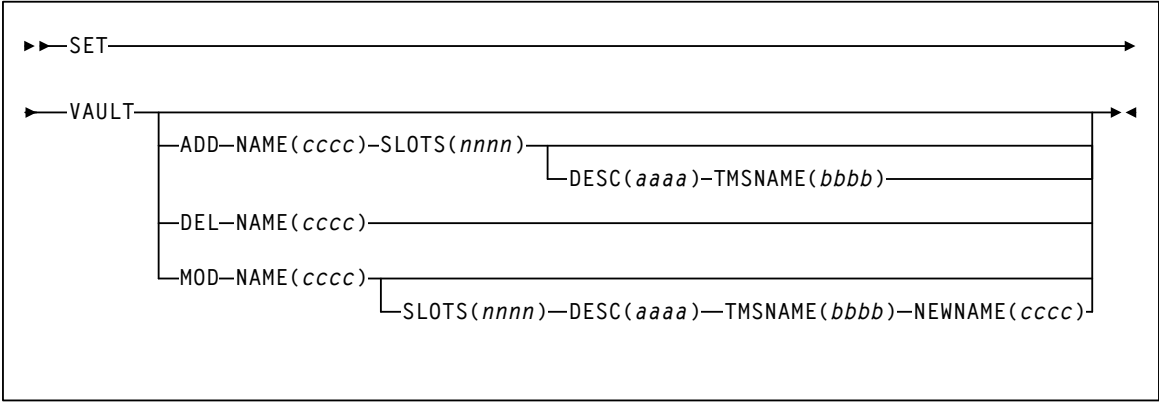 SET
VAULT
ADD—NAME(cccc)—SLOTS(nnnn)
DESC(aaaa)—TMSNAME(bbbb)
DEL—NAME(cccc)
MOD—NAME(cccc)
SLOTS(nnnn)—DESC(aaaa)—TMSNAME(bbbb)—NEWNAME(cccc)